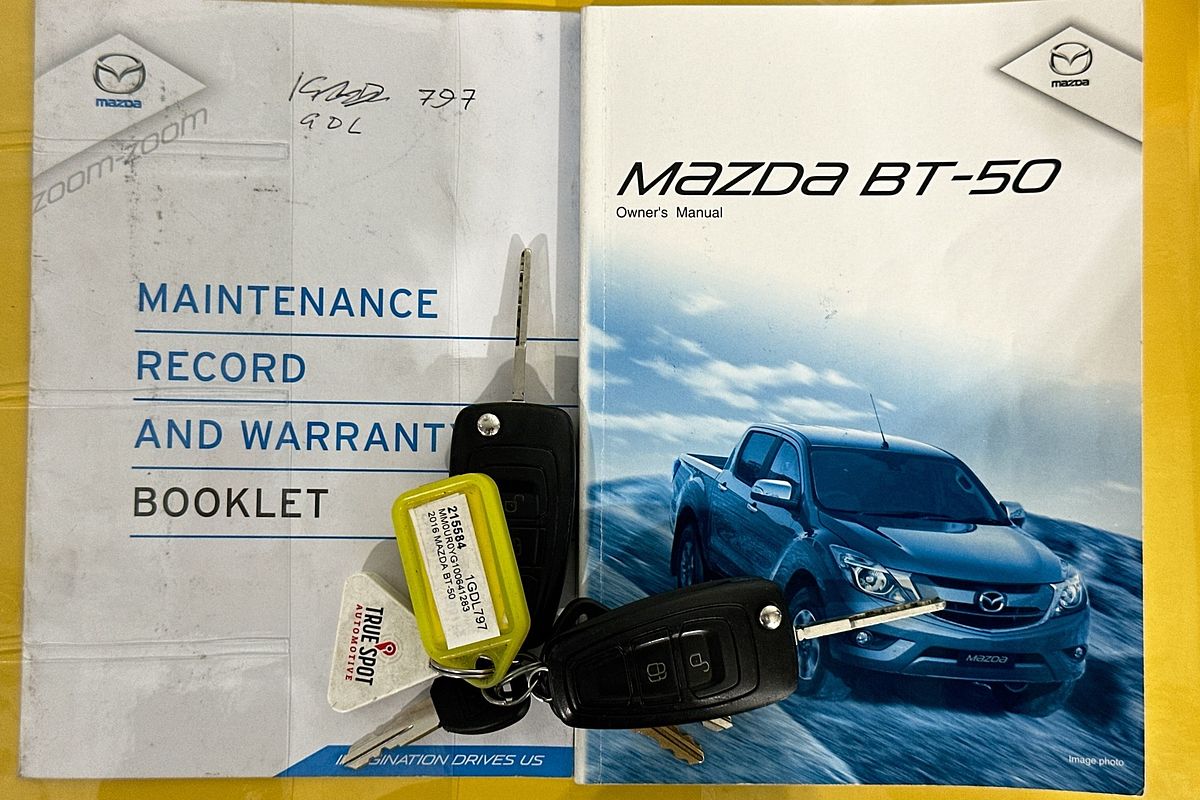 mazda
zoom-zoom
797
GDL
MAINTENANCE
RECORD
AND WARRANTY
BOOKLET
215584 1GDL797
MM0UR0YG100641283
2016 MAZDA BT-50
TRUE SPOT
AUTOMOTIVE
IMAGINATION DRIVES US
mazda
mazda BT-50
Owner's Manual
mazda
Image photo